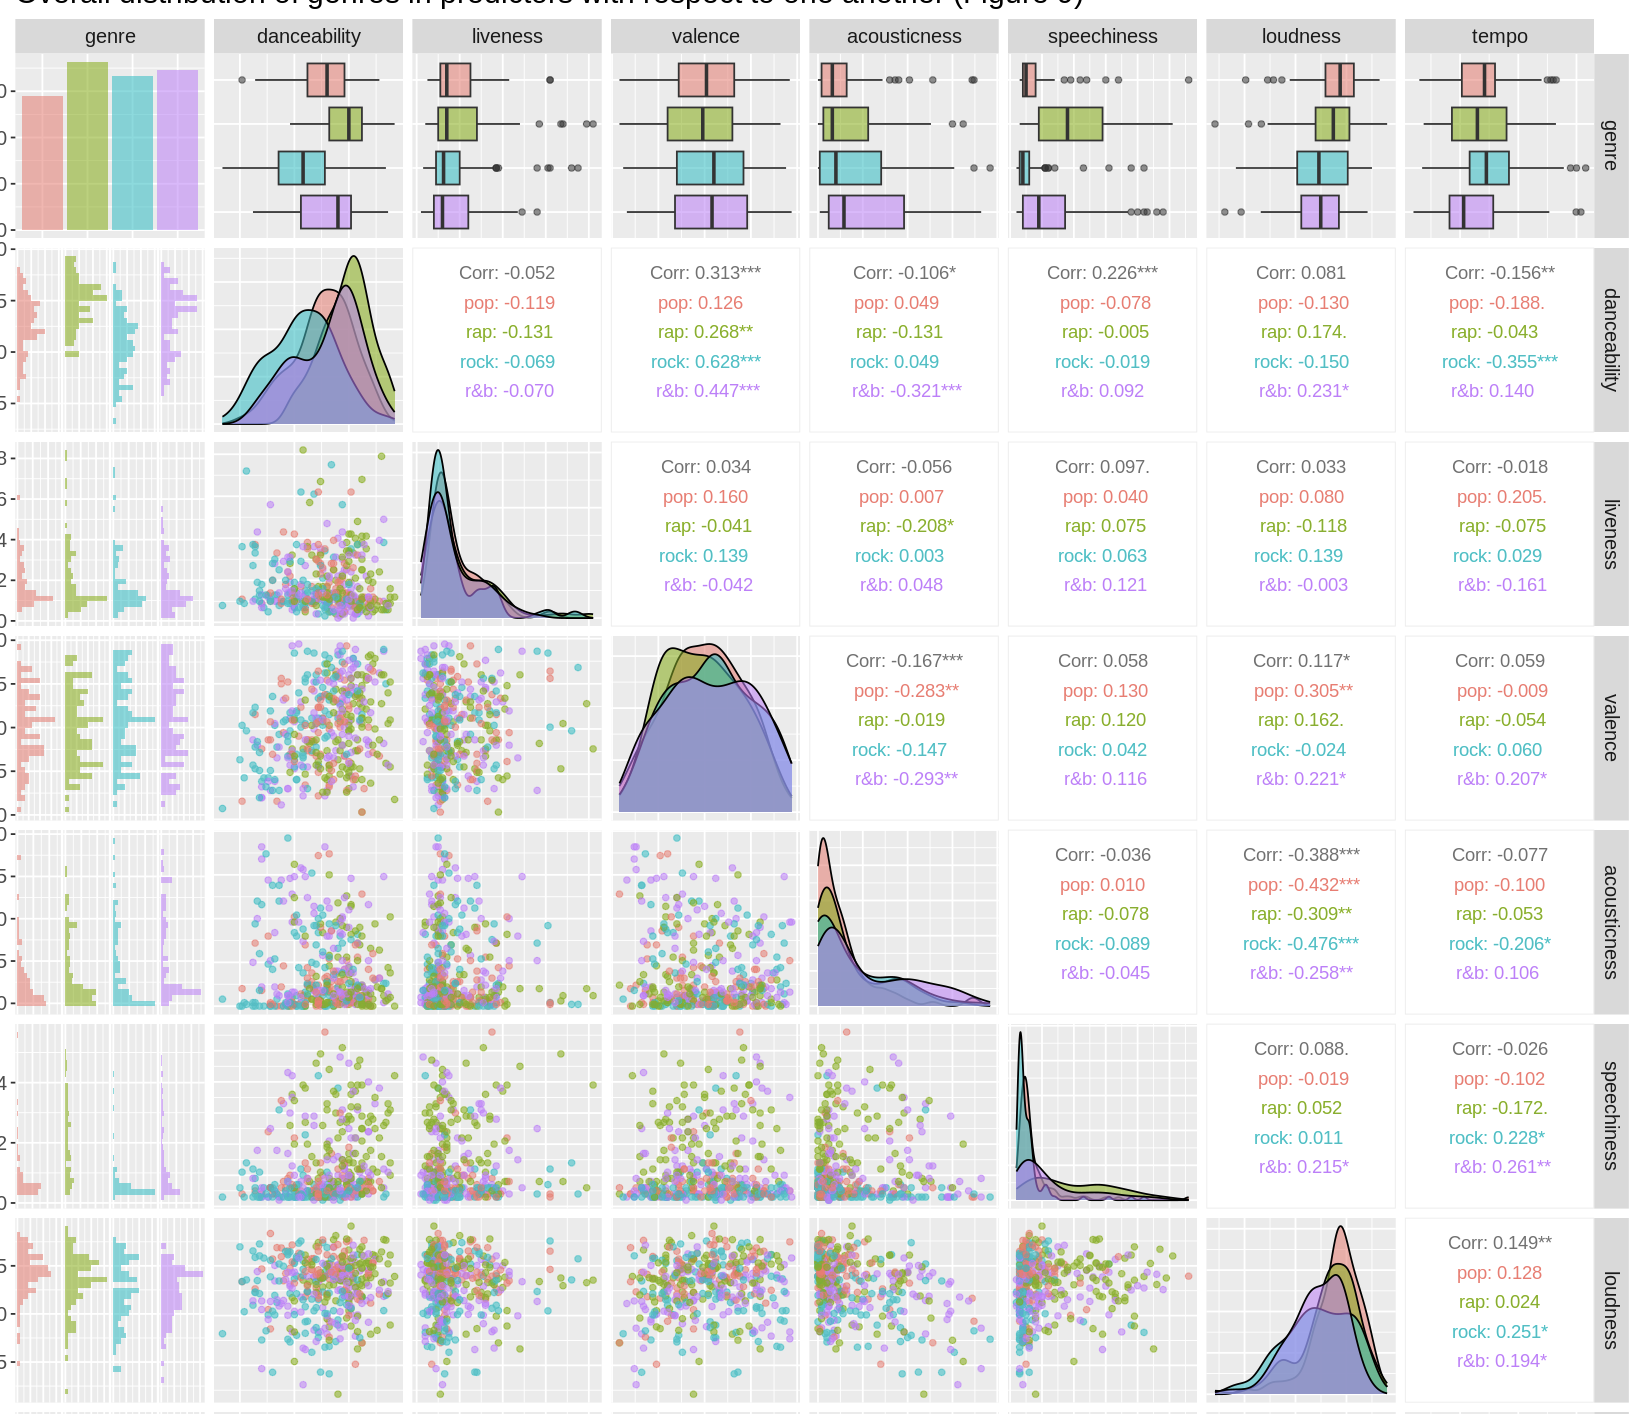 genre danceability liveness valence acousticness speechiness loudness tempo
genre
Corr: -0.052 Corr: 0.313*** Corr: -0.106* Corr: 0.226*** Corr: 0.081 Corr: -0.156**
pop: -0.119 pop: 0.126 pop: 0.049 pop: -0.078 pop: -0.130 pop: -0.188.
rap: -0.131 rap: 0.268** rap: -0.131 rap: -0.005 rap: 0.174. rap: -0.043
rock: -0.069 rock: 0.628*** rock: 0.049 rock: -0.019 rock: -0.150 rock: -0.355***
r&b: -0.070 r&b: 0.447*** r&b: -0.321*** r&b: 0.092 r&b: 0.231* r&b: 0.140
danceability
Corr: 0.034 Corr: -0.056 Corr: 0.097. Corr: 0.033 Corr: -0.018
pop: 0.160 pop: 0.007 pop: 0.040 pop: 0.080 pop: 0.205.
rap: -0.041 rap: -0.208* rap: 0.075 rap: -0.118 rap: -0.075
rock: 0.139 rock: 0.003 rock: 0.063 rock: 0.139 rock: 0.029
r&b: -0.042 r&b: 0.048 r&b: 0.121 r&b: -0.003 r&b: -0.161
liveness
Corr: -0.167*** Corr: 0.058 Corr: 0.117* Corr: 0.059
pop: -0.283** pop: 0.130 pop: 0.305** pop: -0.009
rap: -0.019 rap: 0.120 rap: 0.162. rap: -0.054
rock: -0.147 rock: 0.042 rock: -0.024 rock: 0.060
r&b: -0.293** r&b: 0.116 r&b: 0.221* r&b: 0.207*
valence
Corr: -0.036 Corr: -0.388*** Corr: -0.077
pop: 0.010 pop: -0.432*** pop: -0.100
rap: -0.078 rap: -0.309** rap: -0.053
rock: -0.089 rock: -0.476*** rock: -0.206*
r&b: -0.045 r&b: -0.258** r&b: 0.106
acousticness
Corr: 0.088. Corr: -0.026
pop: -0.019 pop: -0.102
rap: 0.052 rap: -0.172.
rock: 0.011 rock: 0.228*
r&b: 0.215* r&b: 0.261**
speechiness
Corr: 0.149**
pop: 0.128
rap: 0.024
rock: 0.251*
r&b: 0.194*
loudness